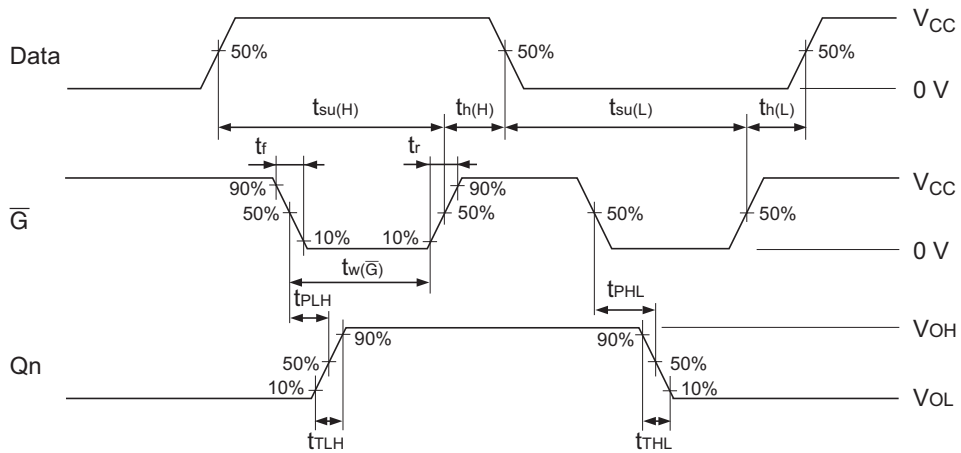 Data
50%
50%
50%
VCC
0 V
tsu(H)
th(H)
tsu(L)
th(L)
tf
tr
G̅
90%
50%
10%
10%
50%
90%
50%
50%
VCC
0 V
tw(G̅)
tPLH
tPHL
Qn
10%
50%
90%
90%
50%
10%
VOH
VOL
tTLH
tTHL